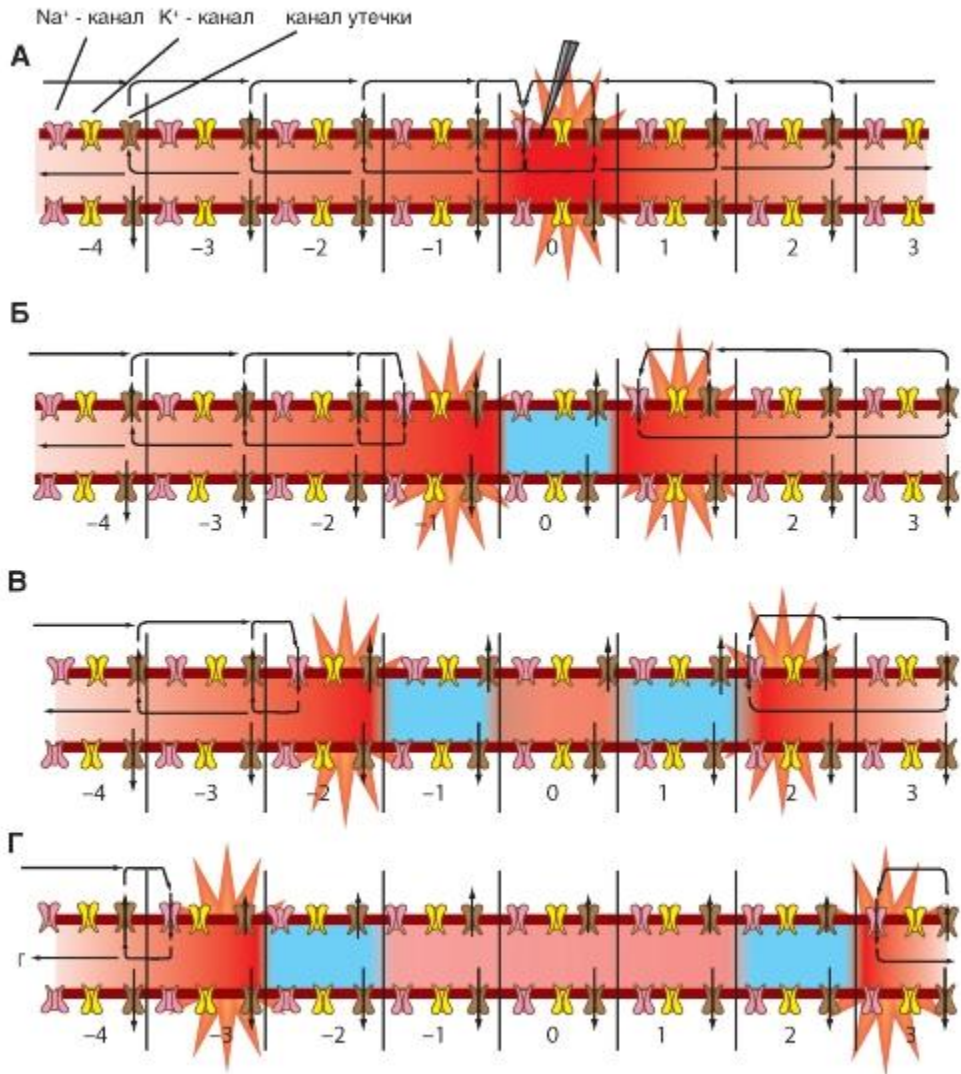 Na⁺ - канал K⁺ - канал канал утечки
А
–4 –3 –2 –1 0 1 2 3
Б
–4 –3 –2 –1 0 1 2 3
В
–4 –3 –2 –1 0 1 2 3
Г
Г
–4 –3 –2 –1 0 1 2 3